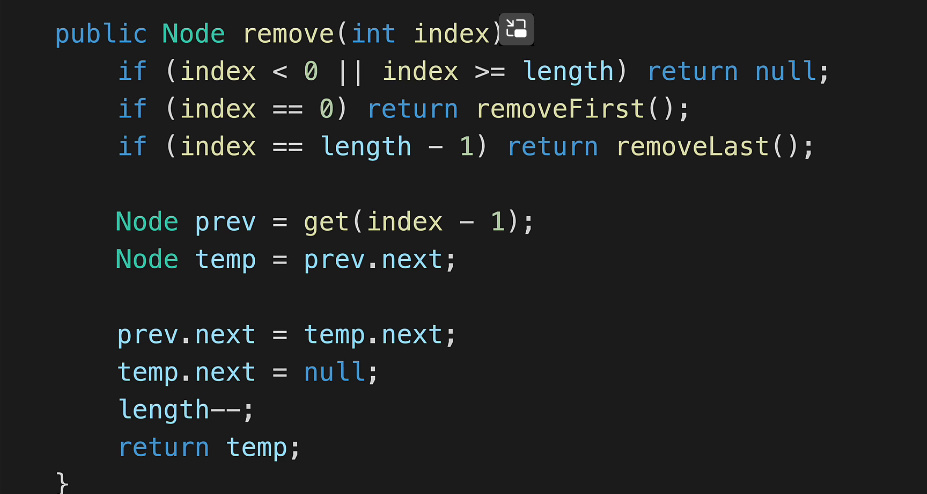 public Node remove(int index)
if (index < 0 || index >= length) return null;
if (index == 0) return removeFirst();
if (index == length - 1) return removeLast();
Node prev = get(index - 1);
Node temp = prev.next;
prev.next = temp.next;
temp.next = null;
length--;
return temp;
}